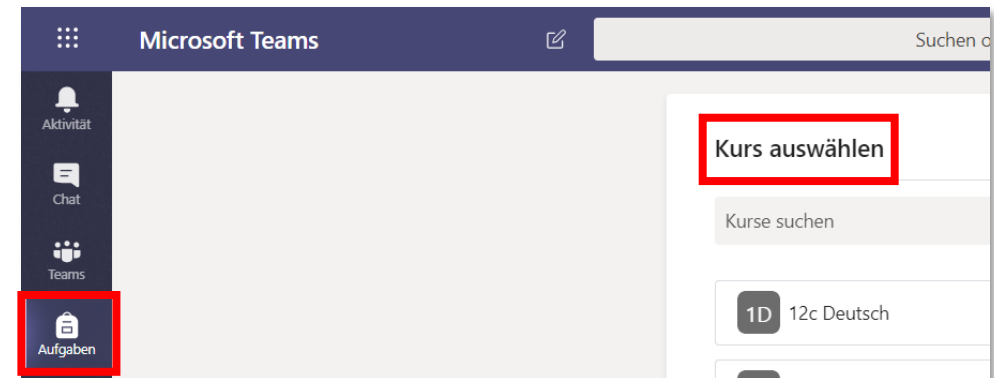 Microsoft Teams
Suchen o
Aktivität
Chat
Teams
Aufgaben
Kurs auswählen
Kurse suchen
1D 12c Deutsch